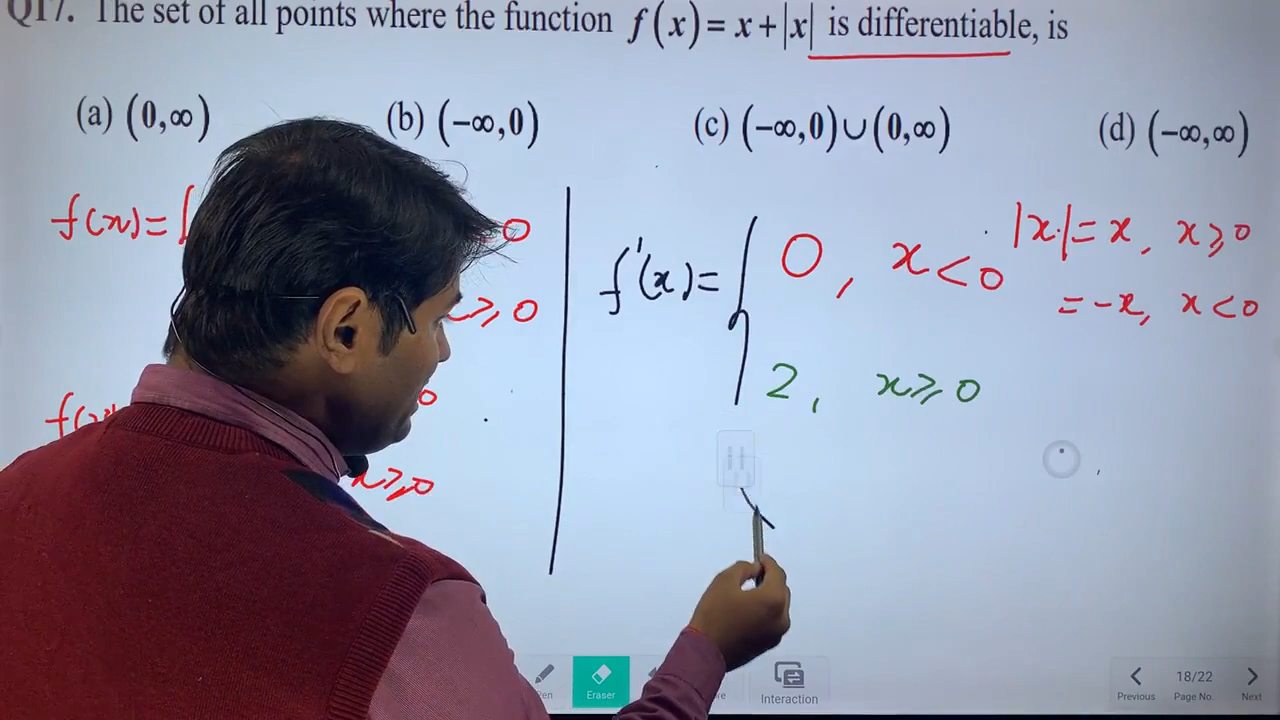 Q17. The set of all points where the function f(x) = x+|x| is differentiable, is
(a) (0,∞) (b) (-∞,0) (c) (-∞,0)∪(0,∞) (d) (-∞,∞)
f(x)= 0
x≥0
0
x≥0
f'(x)= { 0, x<0
2, x≥0
|x|=x, x≥0
=-x, x<0
Eraser
Interaction
Previous
18/22
Page No.
Next